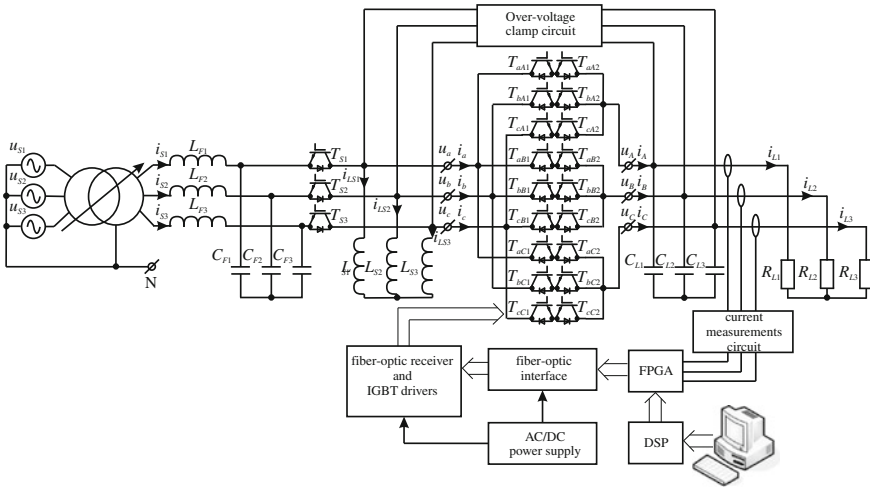 Over-voltage
clamp circuit
T_aA1 T_aA2
T_bA1 T_bA2
T_cA1 T_cA2
T_aB1 T_aB2
T_bB1 T_bB2
T_cB1 T_cB2
T_aC1 T_aC2
T_bC1 T_bC2
T_cC1 T_cC2
u_S1
u_S2
u_S3
N
i_S1 L_F1
i_S2 L_F2
i_S3 L_F3
C_F1 C_F2 C_F3
T_S1
T_S2
T_S3
i_LS1
i_LS2
i_LS3
L_S2 L_S3
u_a i_a
u_b i_b
u_c i_c
u_A i_A
u_B i_B
u_C i_C
i_L1
i_L2
i_L3
C_L1 C_L2 C_L3
R_L1 R_L2 R_L3
current
measurements
circuit
fiber-optic receiver
and
IGBT drivers
fiber-optic
interface
FPGA
AC/DC
power supply
DSP